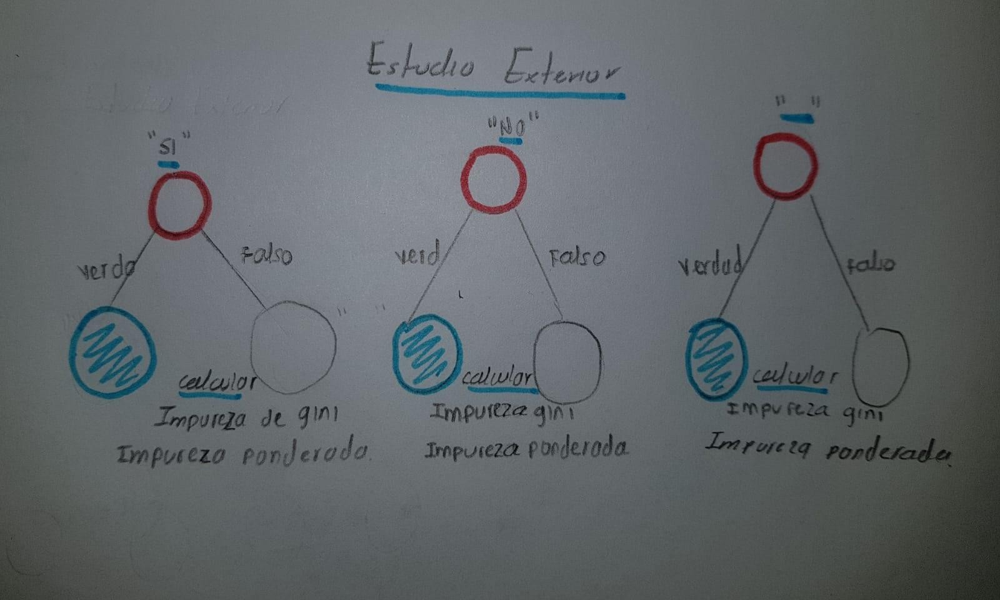 Estudio Exterior
"SI"
verda
Falso
calcular
Impureza de gini
Impureza ponderada.
"NO"
verd
Falso
calcular
Impureza gini
Impureza ponderada
" "
verdad
Falso
calcular
Impureza gini
Impureza ponderada.